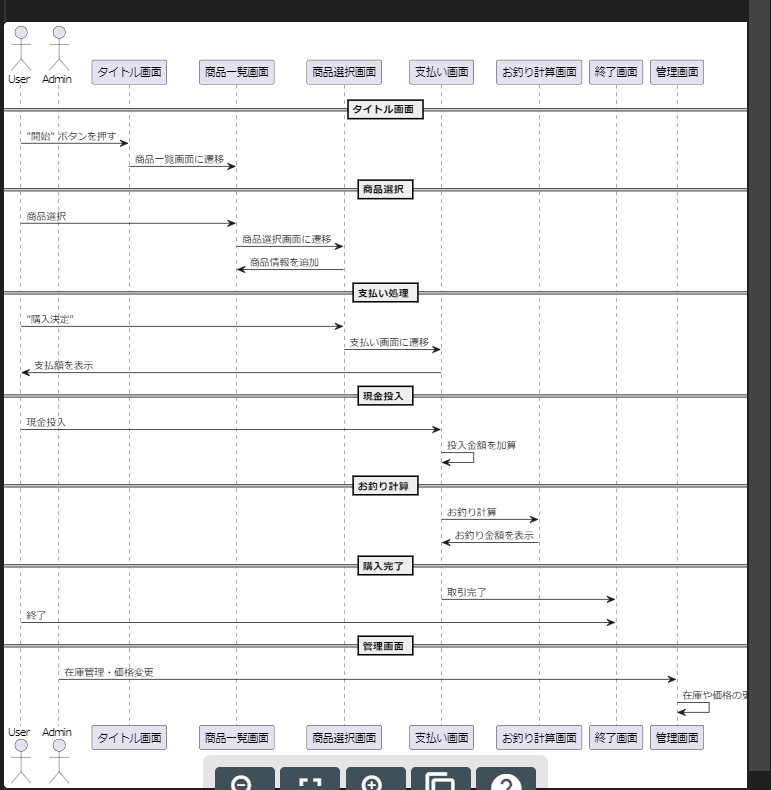 User Admin タイトル画面 商品一覧画面 商品選択画面 支払い画面 お釣り計算画面 終了画面 管理画面
タイトル画面
"開始" ボタンを押す
商品一覧画面に遷移
商品選択
商品選択
商品選択画面に遷移
商品情報を追加
支払い処理
"購入決定"
支払い画面に遷移
支払額を表示
現金投入
現金投入
投入金額を加算
お釣り計算
お釣り計算
お釣り金額を表示
購入完了
取引完了
終了
管理画面
在庫管理・価格変更
在庫や価格の
User Admin タイトル画面 商品一覧画面 商品選択画面 支払い画面 お釣り計算画面 終了画面 管理画面
?